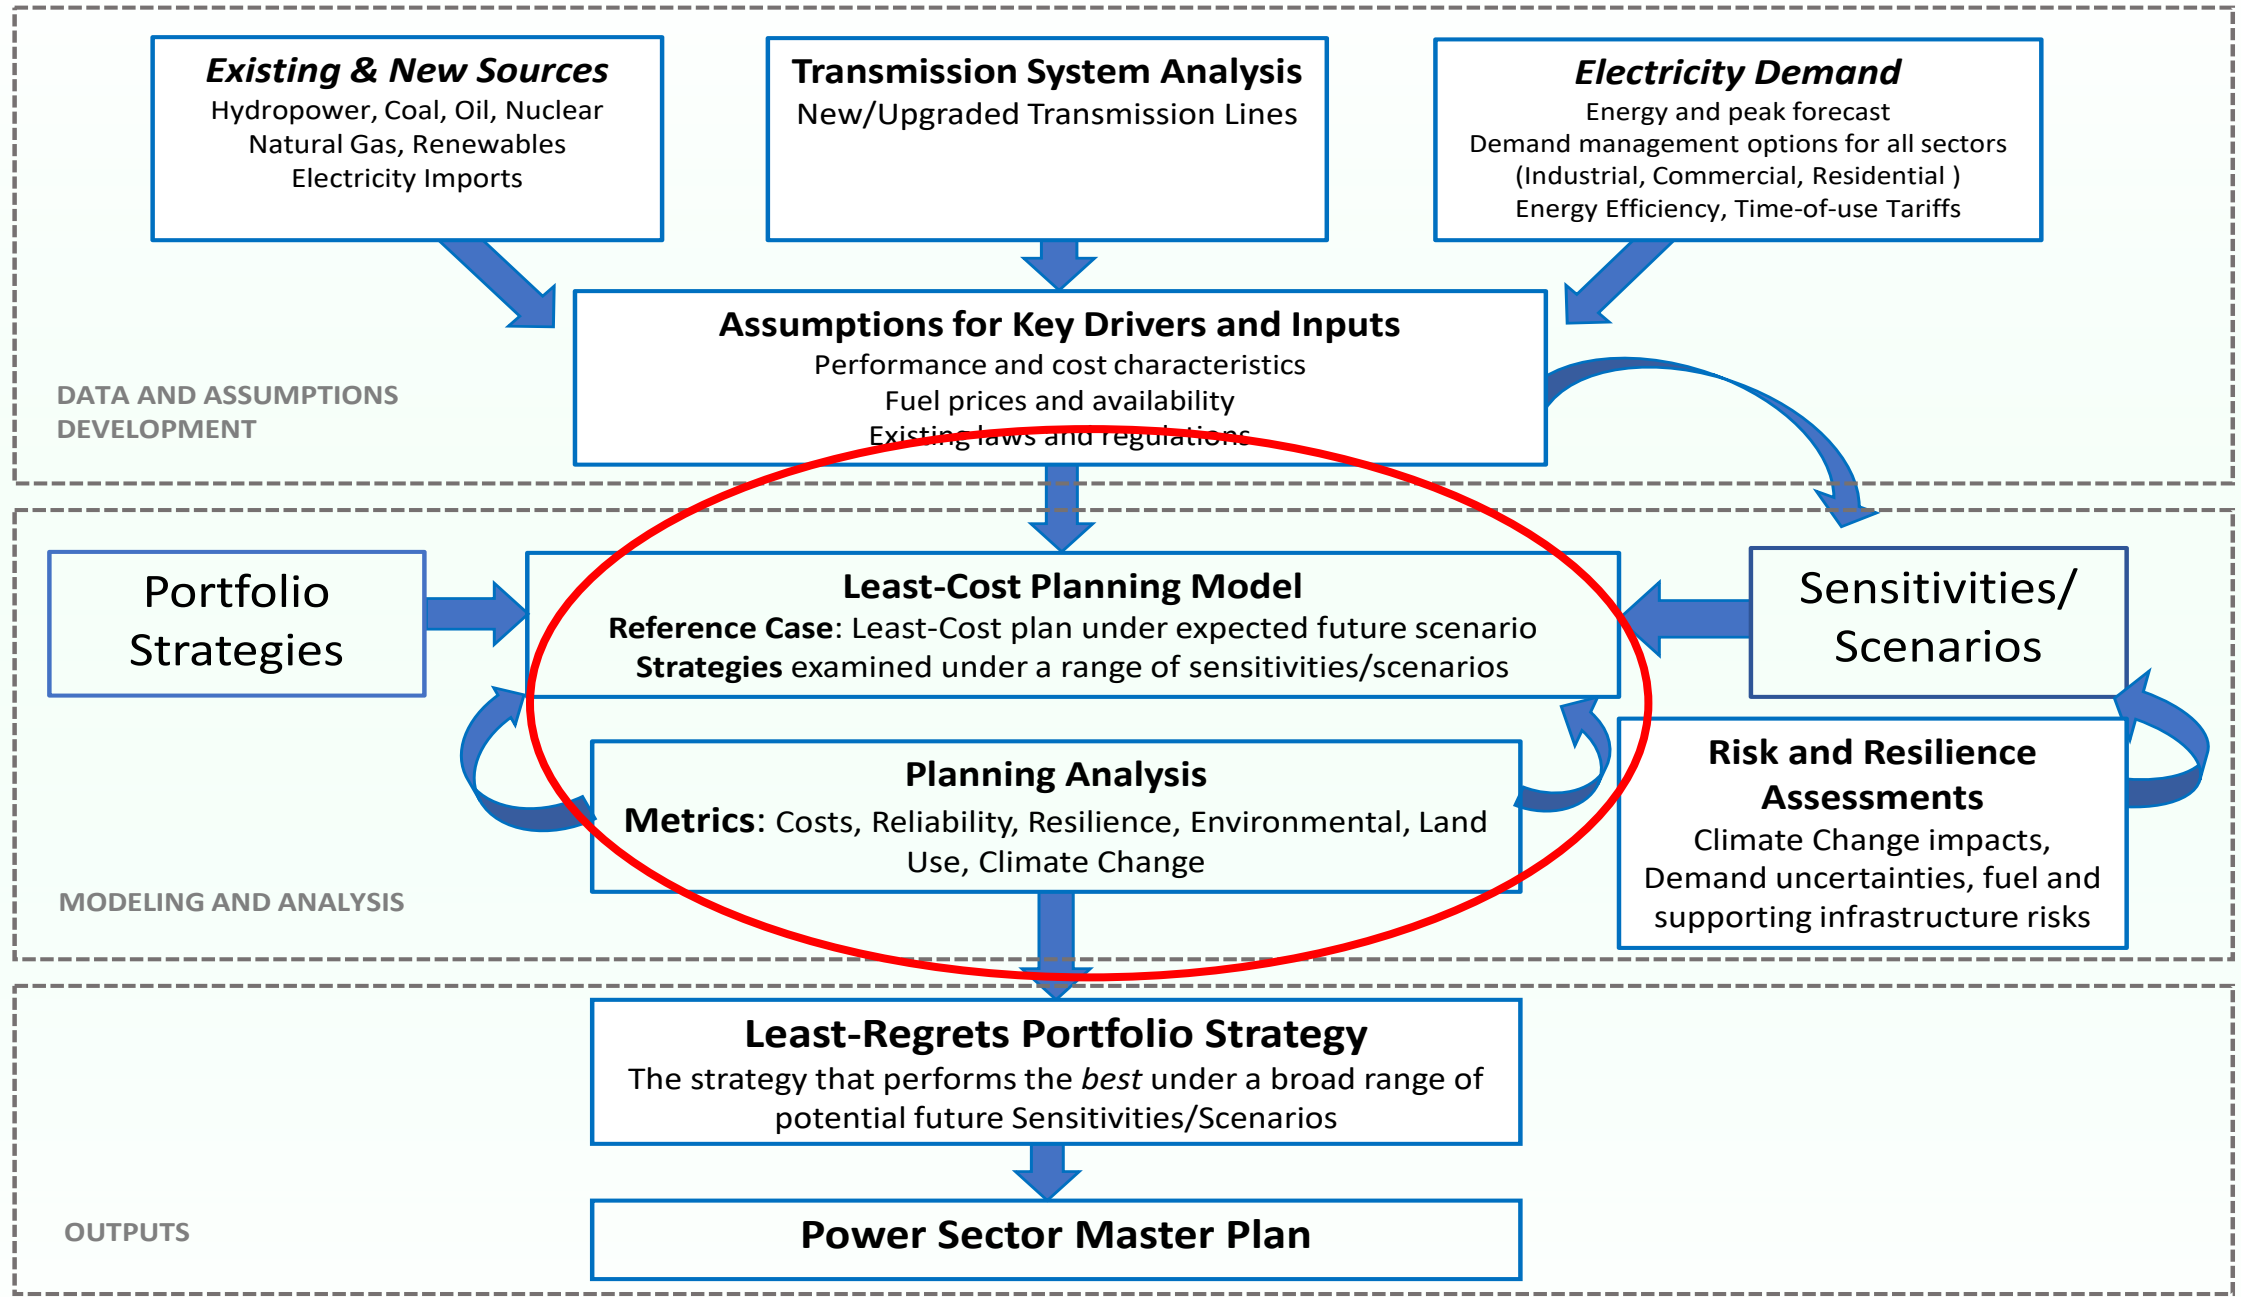 Existing & New Sources
Hydropower, Coal, Oil, Nuclear
Natural Gas, Renewables
Electricity Imports
Transmission System Analysis
New/Upgraded Transmission Lines
Electricity Demand
Energy and peak forecast
Demand management options for all sectors
(Industrial, Commercial, Residential )
Energy Efficiency, Time-of-use Tariffs
Assumptions for Key Drivers and Inputs
Performance and cost characteristics
Fuel prices and availability
Existing laws and regulations
DATA AND ASSUMPTIONS
DEVELOPMENT
Portfolio
Strategies
Least-Cost Planning Model
Reference Case: Least-Cost plan under expected future scenario
Strategies examined under a range of sensitivities/scenarios
Sensitivities/
Scenarios
Planning Analysis
Metrics: Costs, Reliability, Resilience, Environmental, Land
Use, Climate Change
Risk and Resilience
Assessments
Climate Change impacts,
Demand uncertainties, fuel and
supporting infrastructure risks
MODELING AND ANALYSIS
Least-Regrets Portfolio Strategy
The strategy that performs the best under a broad range of
potential future Sensitivities/Scenarios
Power Sector Master Plan
OUTPUTS